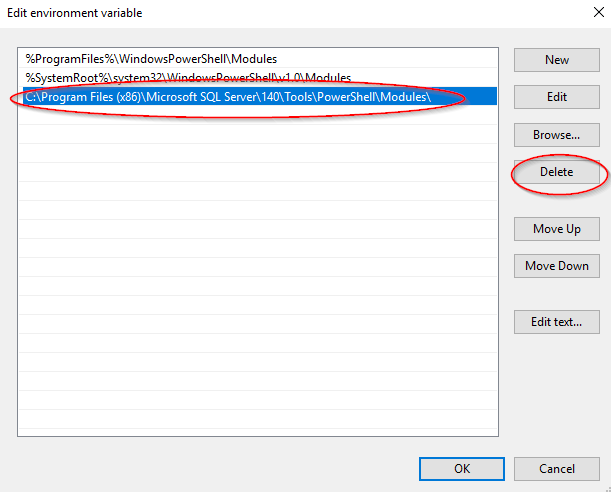 Edit environment variable
%ProgramFiles%\WindowsPowerShell\Modules
%SystemRoot%\system32\WindowsPowerShell\v1.0\Modules
C:\Program Files (x86)\Microsoft SQL Server\140\Tools\PowerShell\Modules\
New
Edit
Browse...
Delete
Move Up
Move Down
Edit text...
OK
Cancel